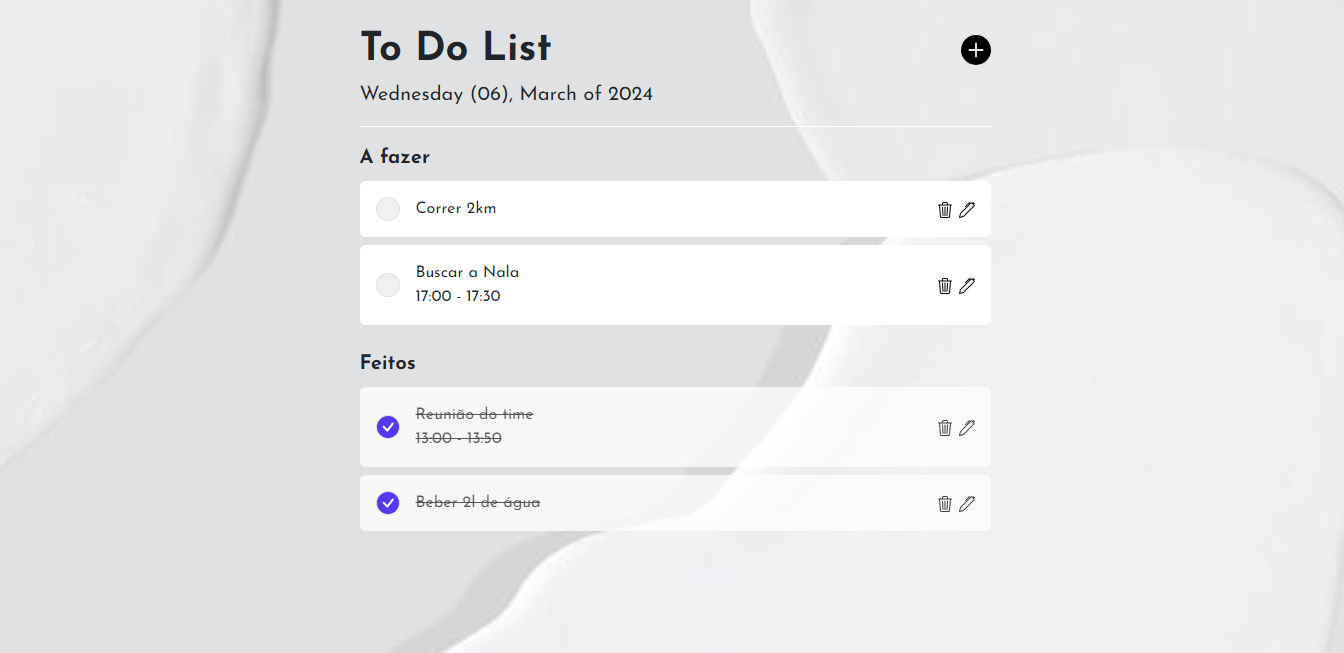 To Do List
Wednesday (06), March of 2024
A fazer
Correr 2km
Buscar a Nala
17:00 - 17:30
Feitos
Reunião do time
13:00 - 13:50
Beber 2l de água